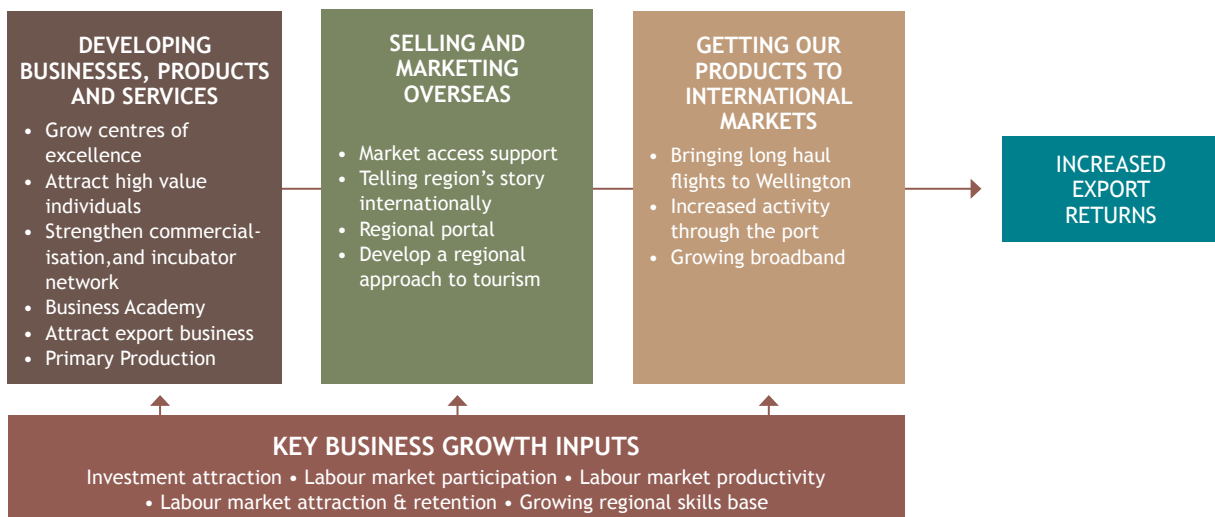 DEVELOPING
BUSINESSES, PRODUCTS
AND SERVICES
• Grow centres of
excellence
• Attract high value
individuals
• Strengthen commercial-
isation,and incubator
network
• Business Academy
• Attract export business
• Primary Production
SELLING AND
MARKETING
OVERSEAS
• Market access support
• Telling region’s story
internationally
• Regional portal
• Develop a regional
approach to tourism
GETTING OUR
PRODUCTS TO
INTERNATIONAL
MARKETS
• Bringing long haul
flights to Wellington
• Increased activity
through the port
• Growing broadband
INCREASED
EXPORT
RETURNS
KEY BUSINESS GROWTH INPUTS
Investment attraction • Labour market participation • Labour market productivity
• Labour market attraction & retention • Growing regional skills base